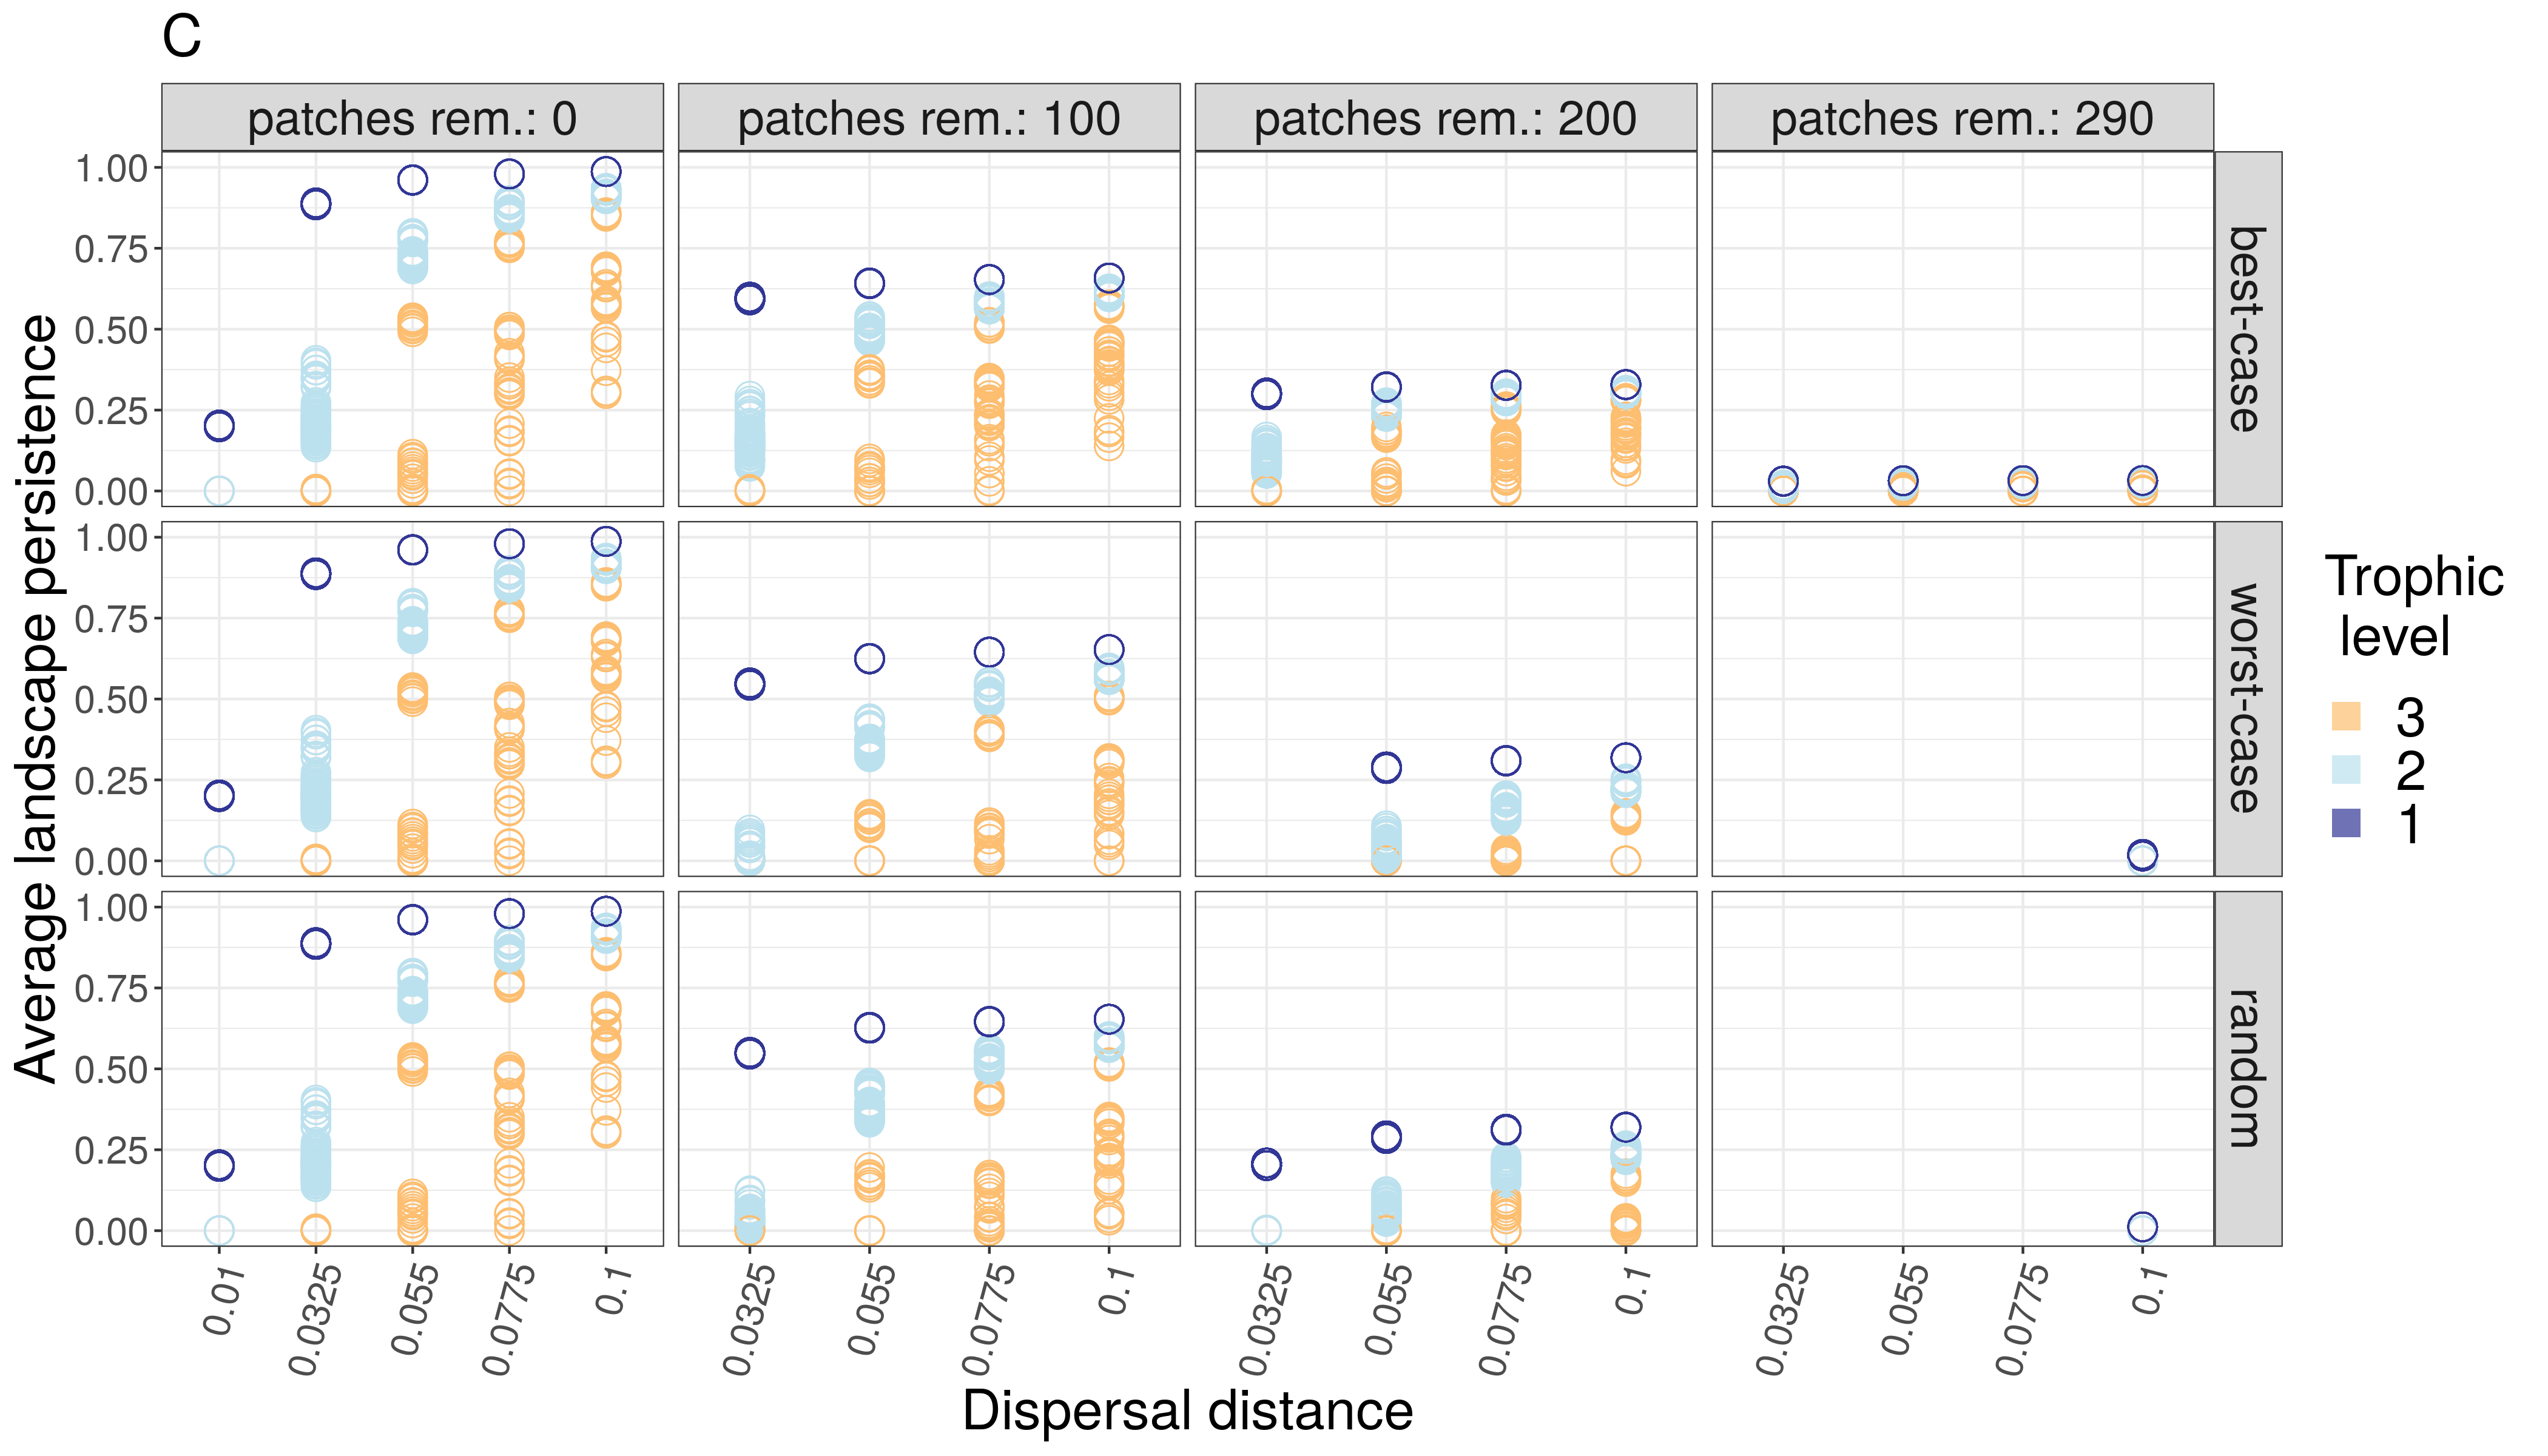 C
patches rem.: 0
patches rem.: 100
patches rem.: 200
patches rem.: 290
Average landscape persistence
1.00
0.75
0.50
0.25
0.00
best-case
1.00
0.75
0.50
0.25
0.00
worst-case
1.00
0.75
0.50
0.25
0.00
random
0.01
0.0325
0.055
0.0775
0.1
0.0325
0.055
0.0775
0.1
0.0325
0.055
0.0775
0.1
0.0325
0.055
0.0775
0.1
Dispersal distance
Trophic
level
3
2
1